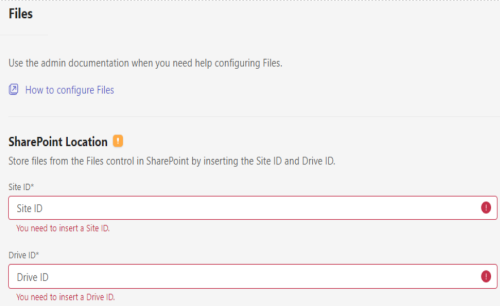 Files
Use the admin documentation when you need help configuring Files.
How to configure Files
SharePoint Location
Store files from the Files control in SharePoint by inserting the Site ID and Drive ID.
Site ID*
Site ID
You need to insert a Site ID.
Drive ID*
Drive ID
You need to insert a Drive ID.